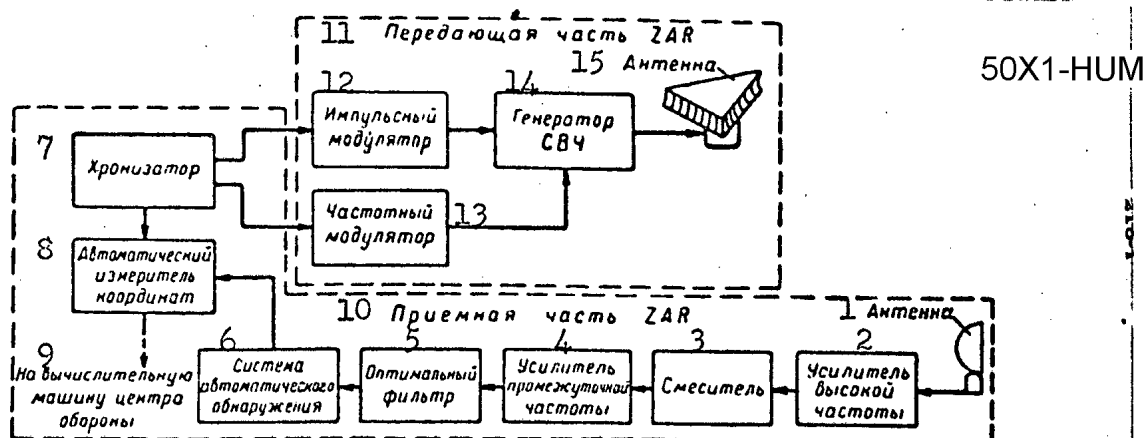 11 Передающая часть ZAR
15 Антенна
50X1-HUM
12
14
Импульсный
модулятор
Генератор
СВЧ
7
Хронизатор
Частотный
модулятор
13
8
Автоматический
измеритель
координат
10 Приемная часть ZAR
1 Антенна
9
На вычислительную
машину центра
обороны
6
Система
автоматического
обнаружения
5
Оптимальный
фильтр
4
Усилитель
промежуточной
частоты
3
Смеситель
2
Усилитель
высокой
частоты